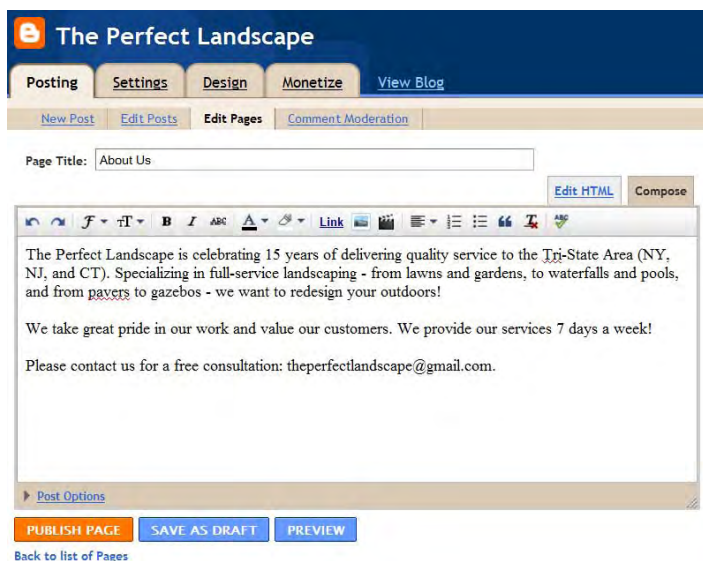 The Perfect Landscape
Posting Settings Design Monetize View Blog
New Post Edit Posts Edit Pages Comment Moderation
Page Title: About Us
Edit HTML Compose
F T B I ABC A Link ABC
The Perfect Landscape is celebrating 15 years of delivering quality service to the Tri-State Area (NY,
NJ, and CT). Specializing in full-service landscaping - from lawns and gardens, to waterfalls and pools,
and from pavers to gazebos - we want to redesign your outdoors!
We take great pride in our work and value our customers. We provide our services 7 days a week!
Please contact us for a free consultation: theperfectlandscape@gmail.com.
Post Options
PUBLISH PAGE SAVE AS DRAFT PREVIEW
Back to list of Pages